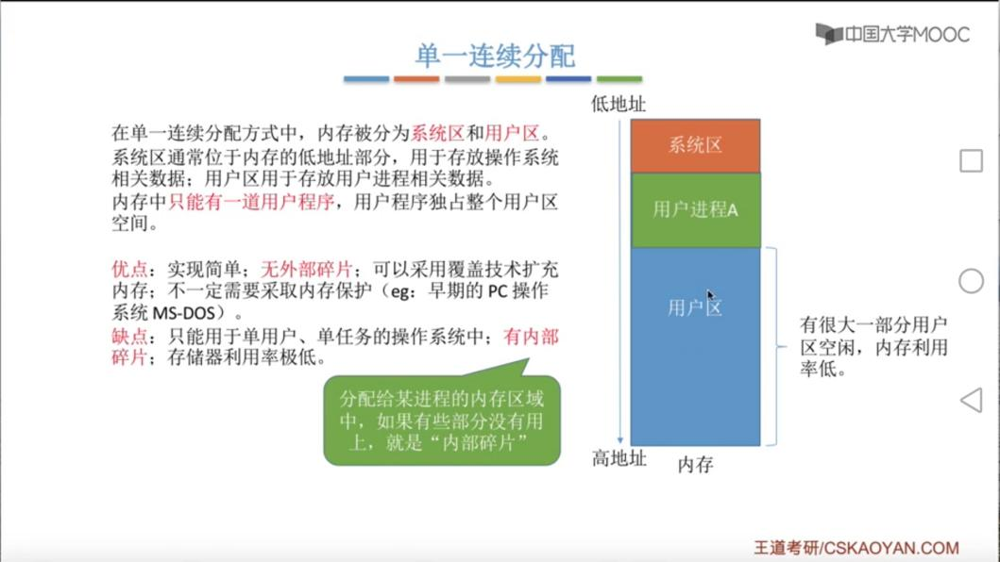 中国大学MOOC
单一连续分配
在单一连续分配方式中，内存被分为系统区和用户区。
系统区通常位于内存的低地址部分，用于存放操作系统
相关数据；用户区用于存放用户进程相关数据。
内存中只能有一道用户程序，用户程序独占整个用户区
空间。
优点：实现简单；无外部碎片；可以采用覆盖技术扩充
内存；不一定需要采取内存保护（eg：早期的 PC 操作
系统 MS-DOS）。
缺点：只能用于单用户、单任务的操作系统中；有内部
碎片；存储器利用率极低。
分配给某进程的内存区域
中，如果有些部分没有用
上，就是“内部碎片”
低地址
系统区
用户进程A
用户区
高地址
内存
有很大一部分用户
区空闲，内存利用
率低。
王道考研/CSKAOYAN.COM